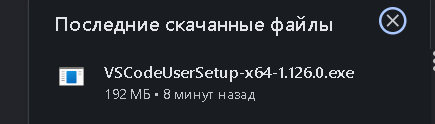 Последние скачанные файлы
VSCodeUserSetup-x64-1.126.0.exe
192 МБ • 8 минут назад